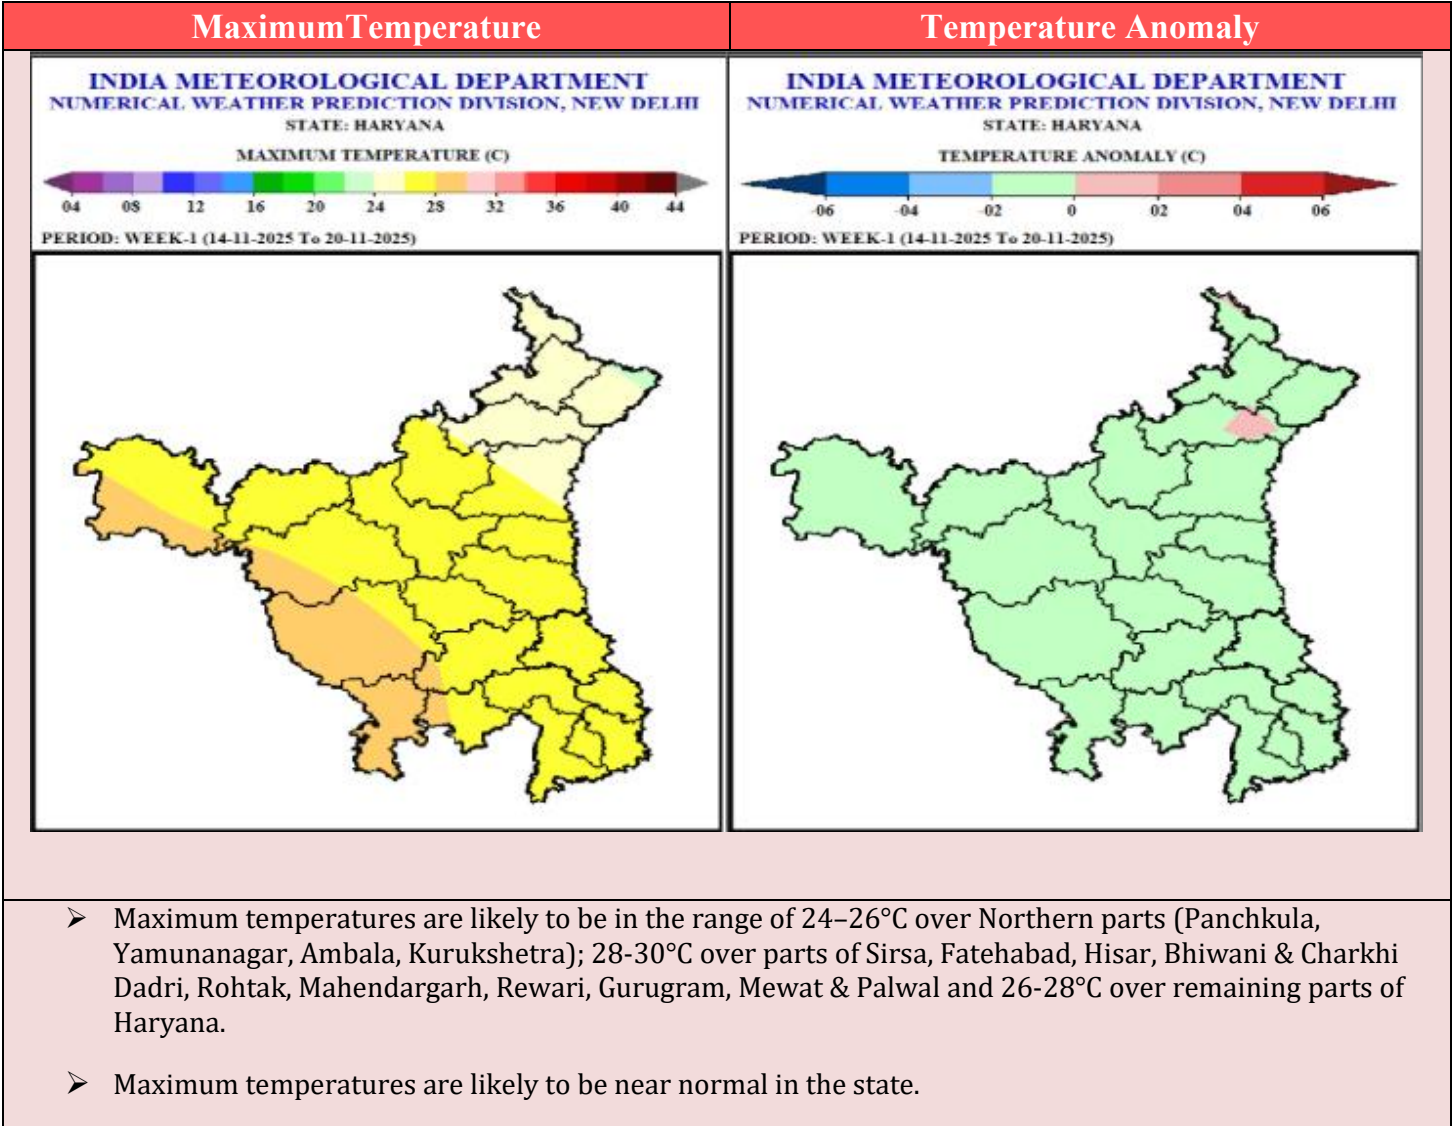 MaximumTemperature
Temperature Anomaly
INDIA METEOROLOGICAL DEPARTMENT
NUMERICAL WEATHER PREDICTION DIVISION, NEW DELHI
STATE: HARYANA
MAXIMUM TEMPERATURE (C)
04 08 12 16 20 24 28 32 36 40 44
PERIOD: WEEK-1 (14-11-2025 To 20-11-2025)
INDIA METEOROLOGICAL DEPARTMENT
NUMERICAL WEATHER PREDICTION DIVISION, NEW DELHI
STATE: HARYANA
TEMPERATURE ANOMALY (C)
-06 -04 -02 0 02 04 06
PERIOD: WEEK-1 (14-11-2025 To 20-11-2025)
➢ Maximum temperatures are likely to be in the range of 24–26°C over Northern parts (Panchkula,
Yamunanagar, Ambala, Kurukshetra); 28-30°C over parts of Sirsa, Fatehabad, Hisar, Bhiwani & Charkhi
Dadri, Rohtak, Mahendargarh, Rewari, Gurugram, Mewat & Palwal and 26-28°C over remaining parts of
Haryana.
➢ Maximum temperatures are likely to be near normal in the state.